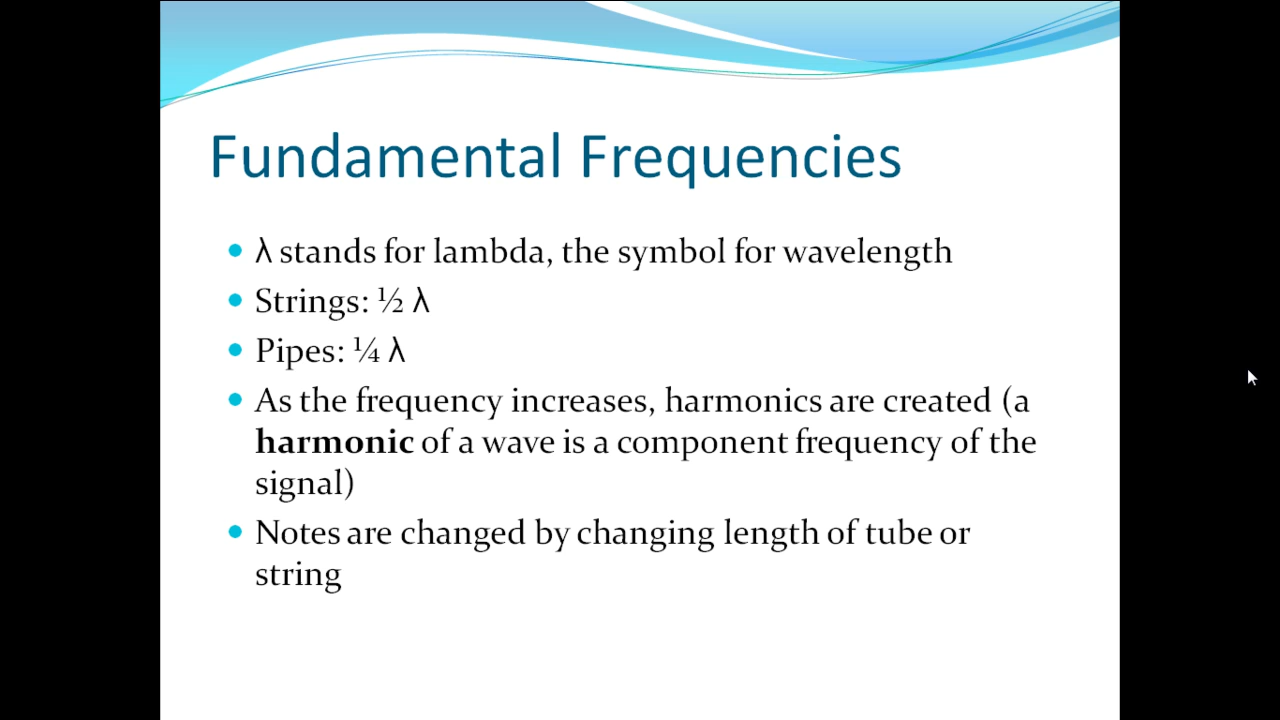 Fundamental Frequencies
• λ stands for lambda, the symbol for wavelength
• Strings: ½ λ
• Pipes: ¼ λ
• As the frequency increases, harmonics are created (a
harmonic of a wave is a component frequency of the
signal)
• Notes are changed by changing length of tube or
string